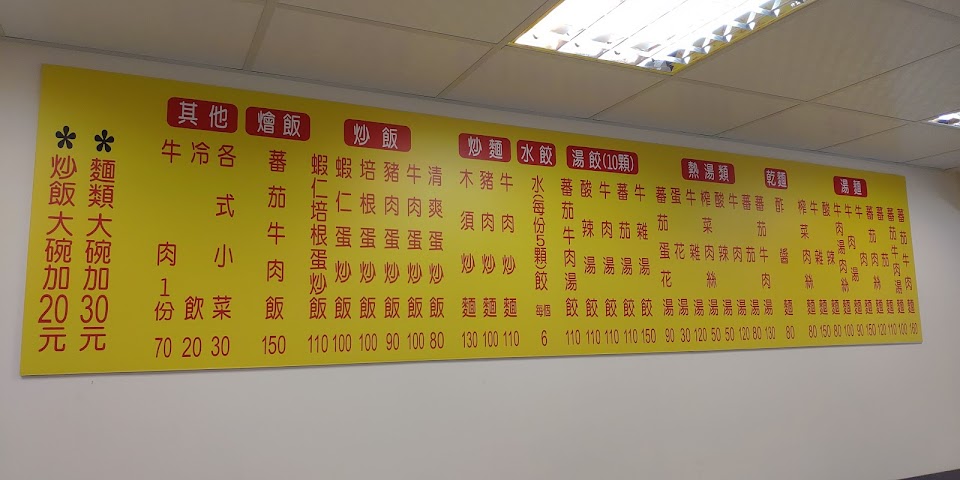 湯麵
蕃茄牛肉麵 160
蕃茄牛肉湯麵 100
牛肉麵 150
牛肉湯麵 90
酸辣麵 80
牛雜麵 150
榨菜肉絲麵 80
乾麵
酢醬麵 80
熱湯類
蕃茄牛肉湯 130
蕃茄湯 80
牛肉湯 120
酸辣湯 50
榨菜肉絲湯 50
牛雜湯 120
蛋花湯 30
蕃茄蛋花湯 90
湯餃(10顆)
牛雜湯餃 150
蕃茄湯餃 110
牛肉湯餃 110
酸辣湯餃 110
蕃茄牛肉湯餃 110
水餃
水餃(每份5顆) 每個 6
炒麵
牛肉炒麵 110
豬肉炒麵 100
木須炒麵 130
炒飯
清爽蛋炒飯 80
牛肉蛋炒飯 100
豬肉蛋炒飯 90
培根蛋炒飯 100
蝦仁蛋炒飯 100
蝦仁培根蛋炒飯 110
燴飯
蕃茄牛肉飯 150
其他
各式小菜 30
冷飲 20
牛肉1份 70
*麵類大碗加30元
*炒飯大碗加20元